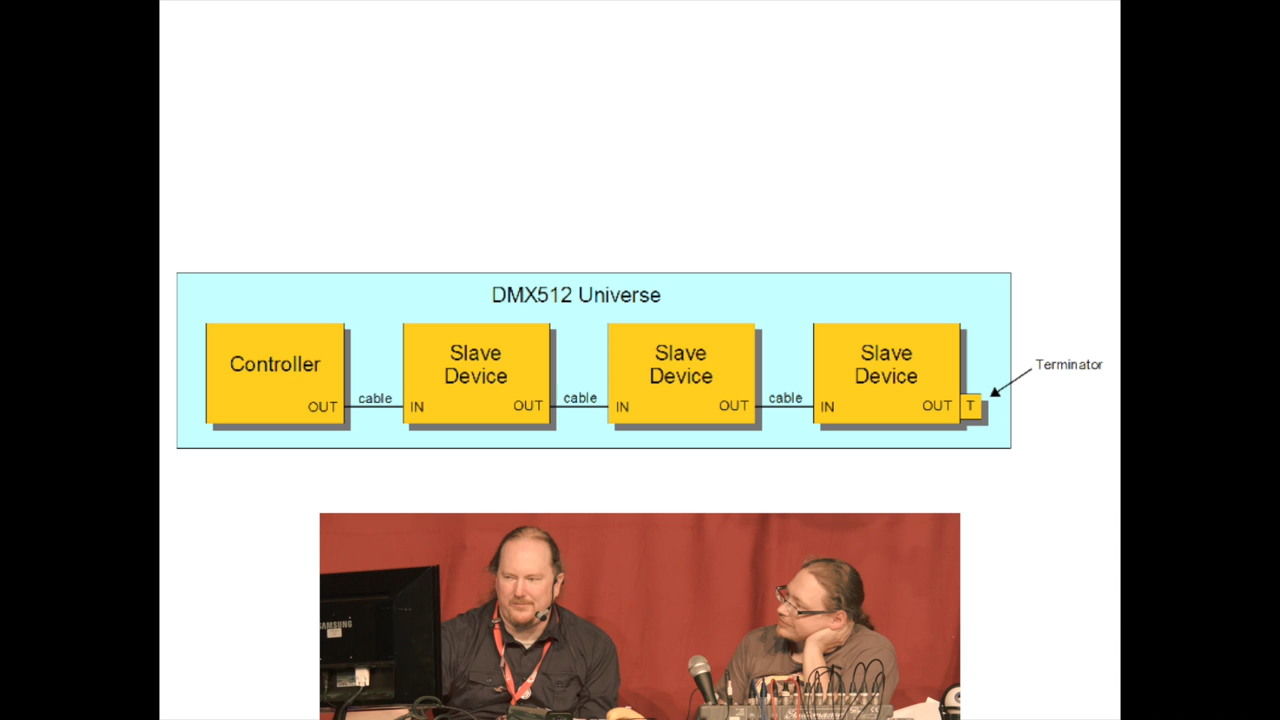 DMX512 Universe
Controller
OUT
cable
Slave
Device
IN
OUT
cable
Slave
Device
IN
OUT
cable
Slave
Device
IN
OUT
T
Terminator
SAMSUNG